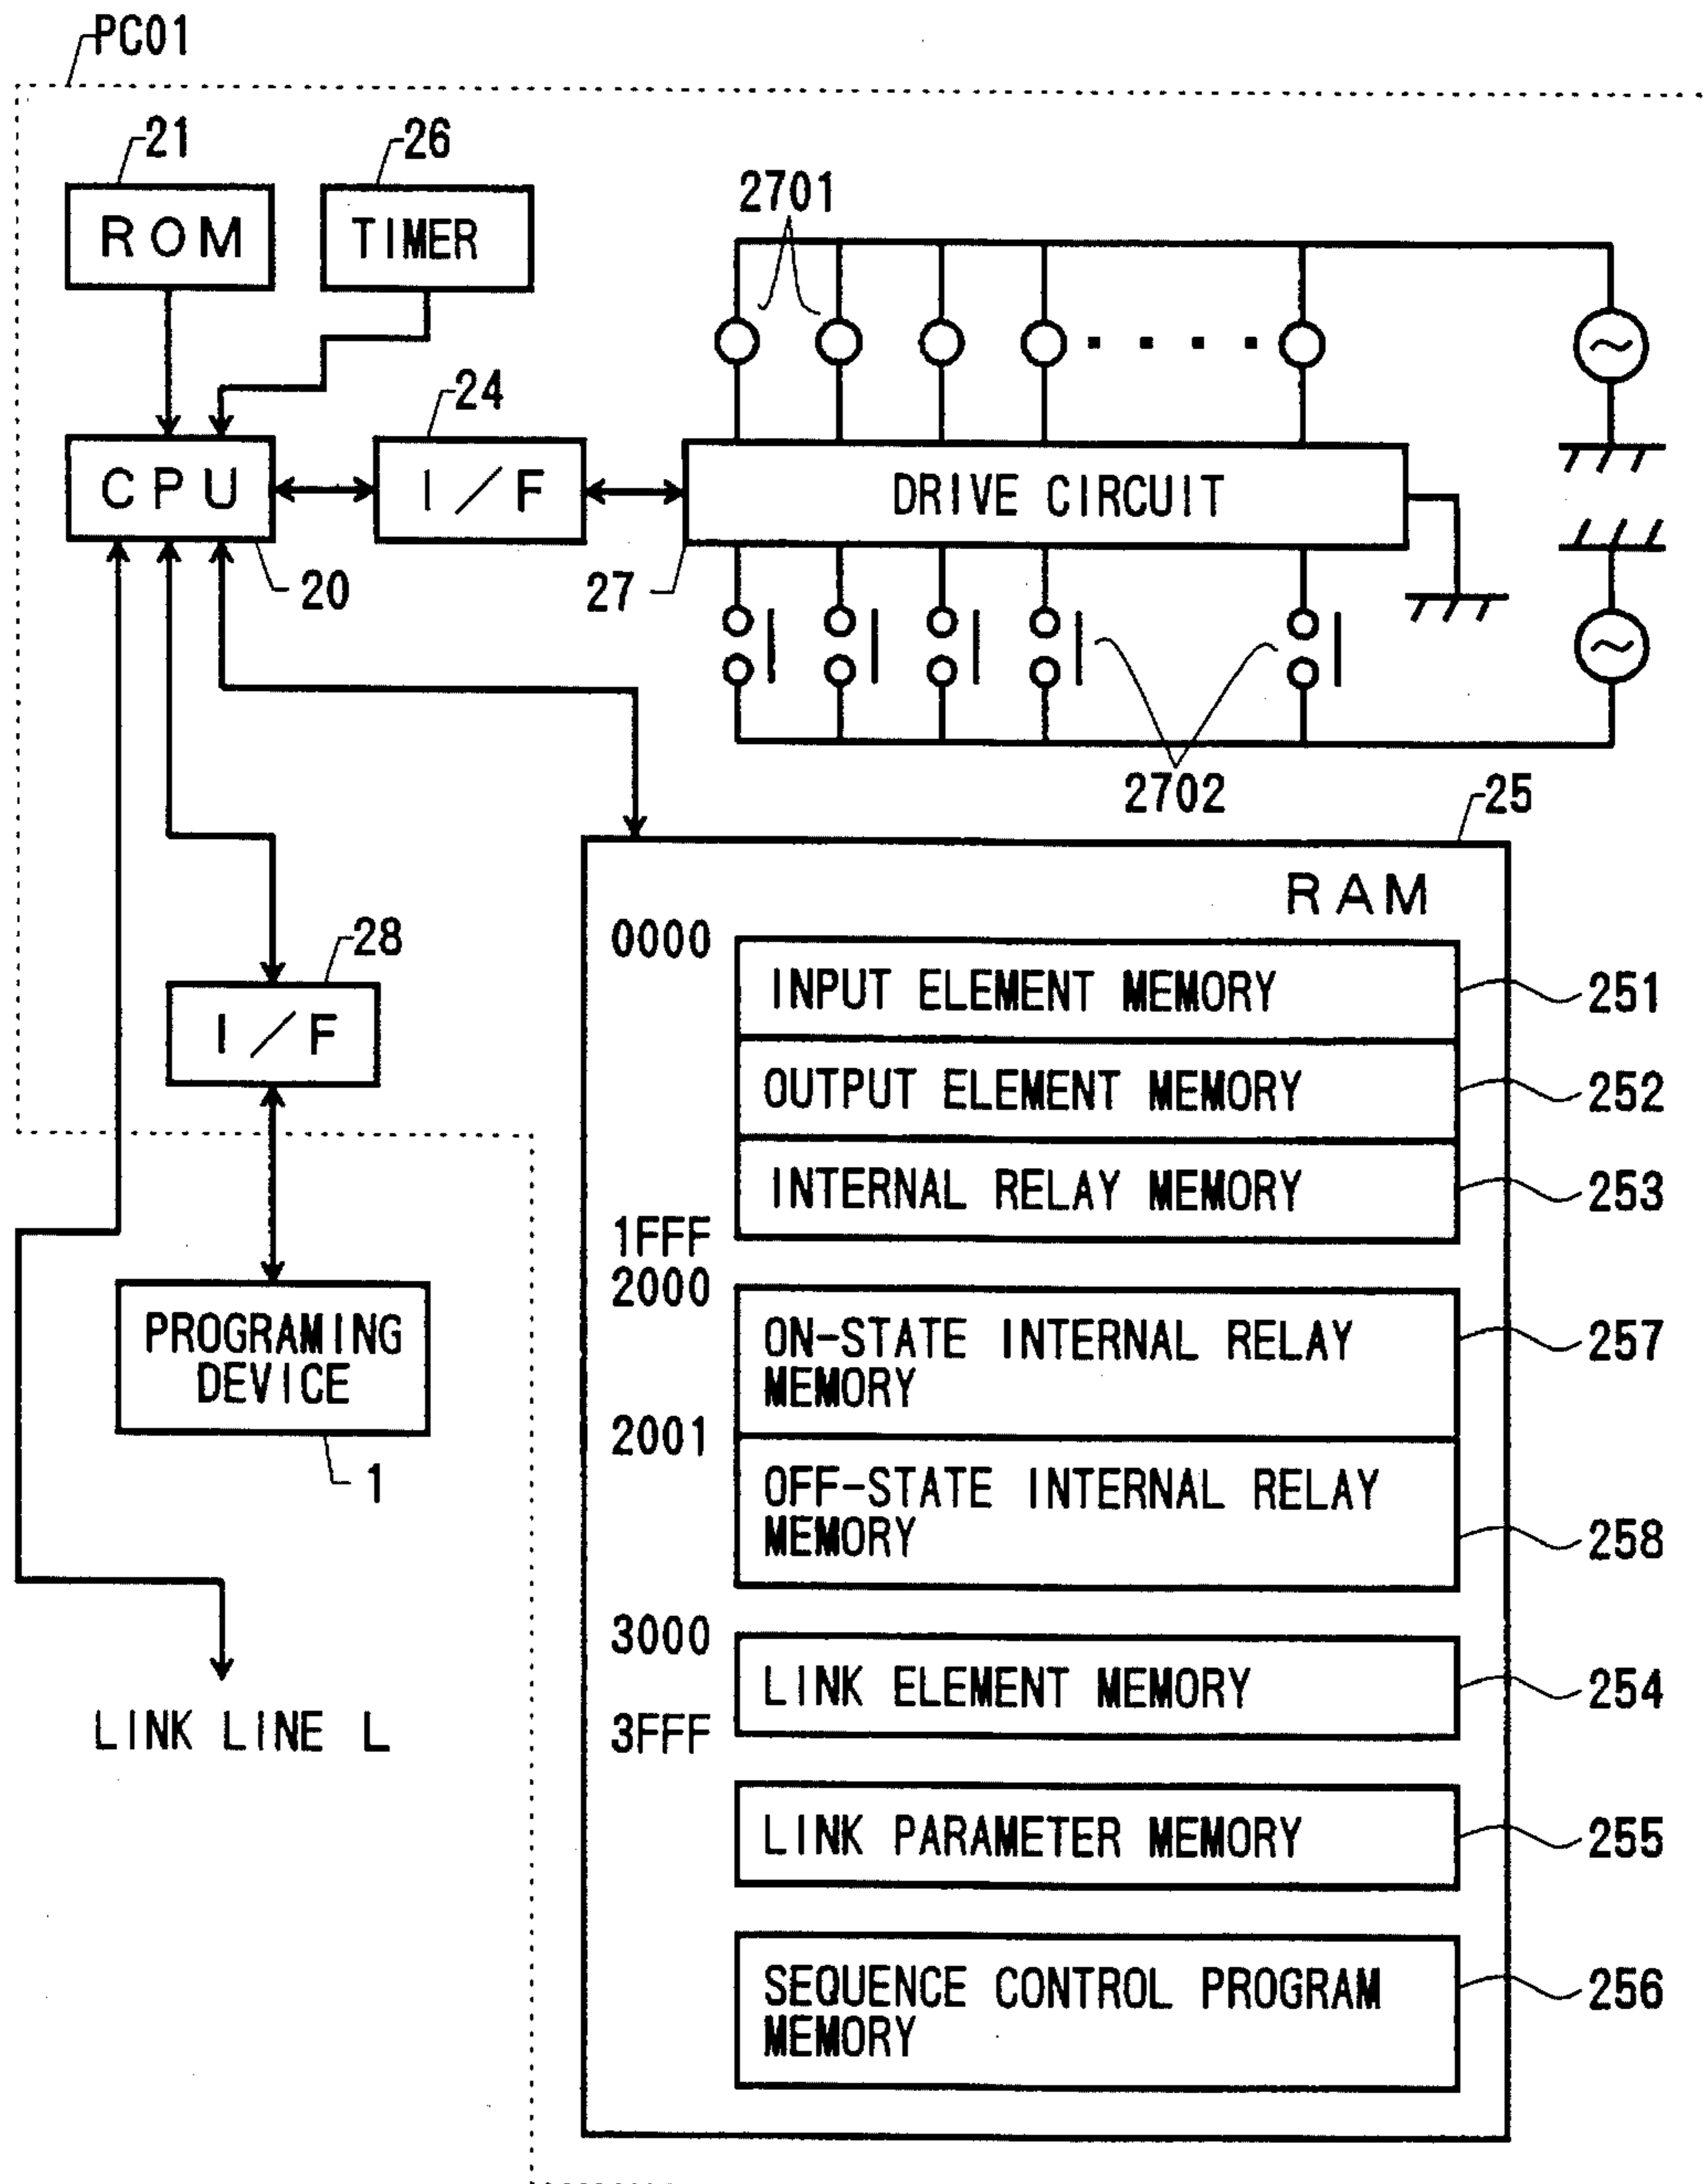 PC01
21
26
ROM
TIMER
2701
24
CPU
I/F
DRIVE CIRCUIT
20
27
2702
25
RAM
28
I/F
0000
INPUT ELEMENT MEMORY
251
OUTPUT ELEMENT MEMORY
252
INTERNAL RELAY MEMORY
253
1FFF
2000
PROGRAMING
DEVICE
1
ON-STATE INTERNAL RELAY
MEMORY
257
2001
OFF-STATE INTERNAL RELAY
MEMORY
258
3000
LINK ELEMENT MEMORY
254
3FFF
LINK LINE L
LINK PARAMETER MEMORY
255
SEQUENCE CONTROL PROGRAM
MEMORY
256